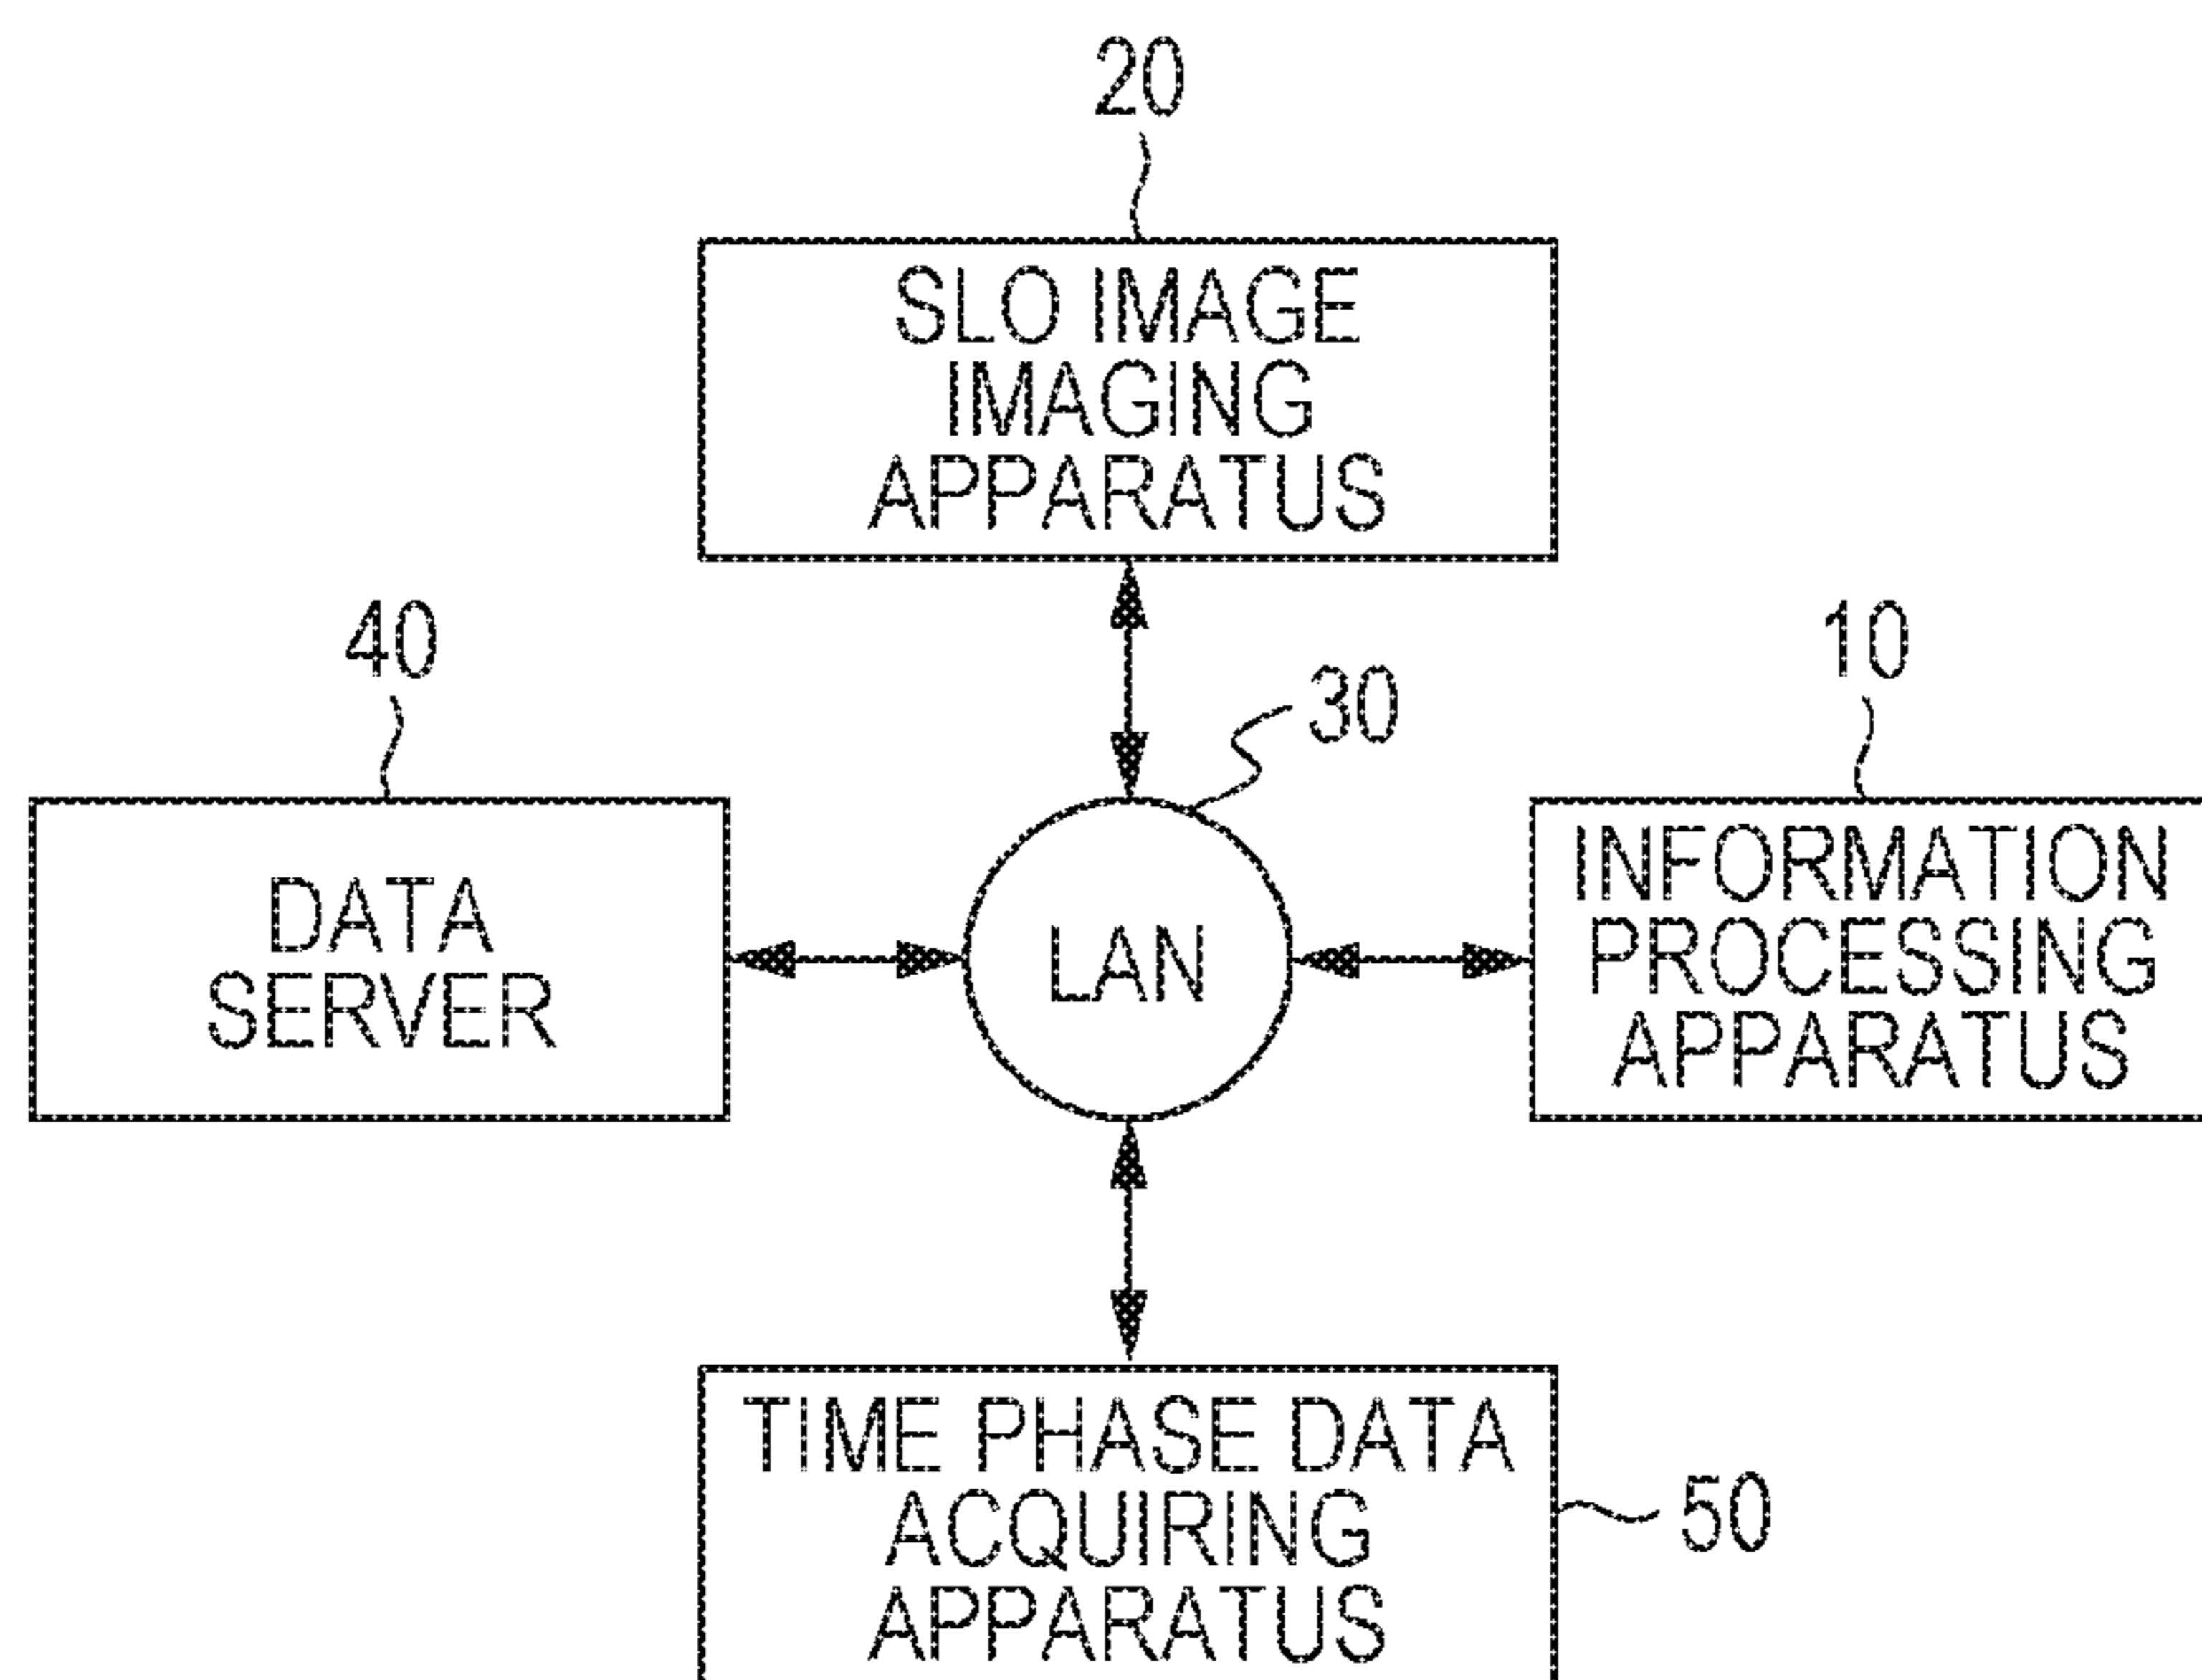 20
SLO IMAGE
IMAGING
APPARATUS
40
30
10
DATA
SERVER
LAN
INFORMATION
PROCESSING
APPARATUS
TIME PHASE DATA
ACQUIRING
APPARATUS
50